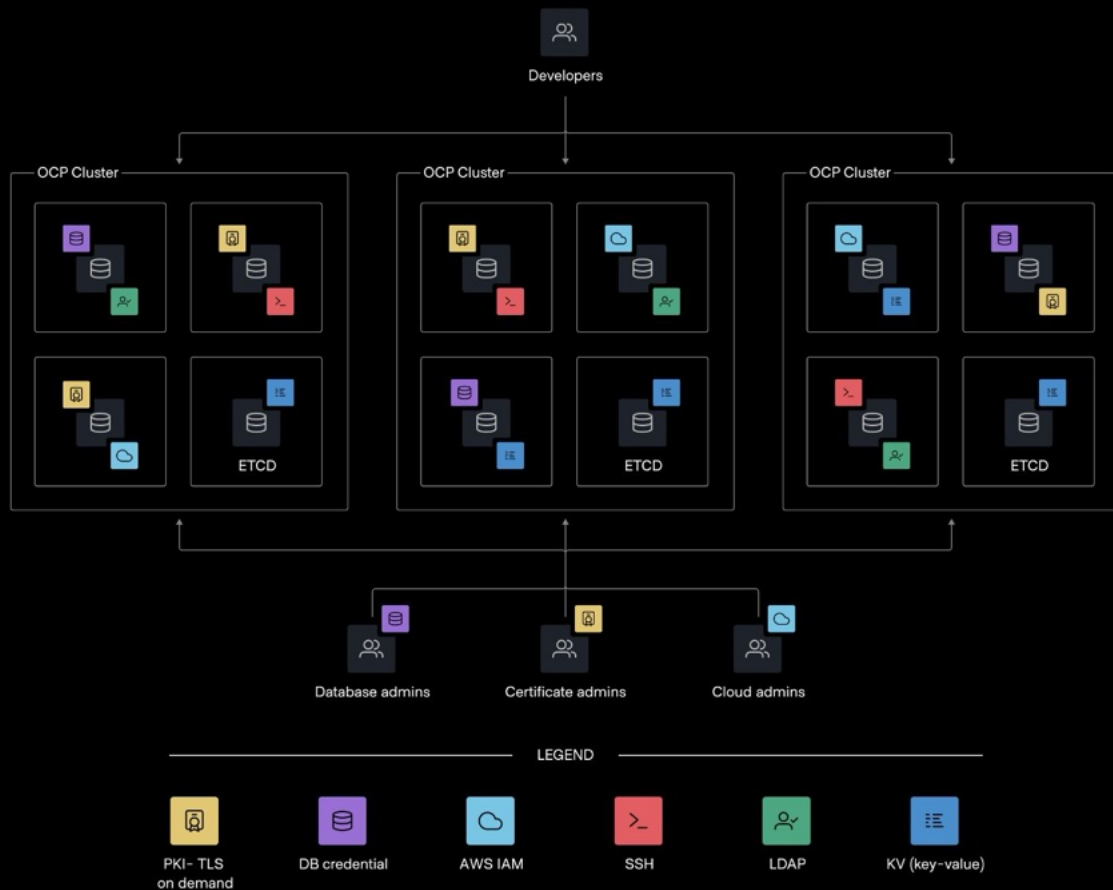 Developers
OCP Cluster
OCP Cluster
OCP Cluster
ETCD
ETCD
ETCD
Database admins
Certificate admins
Cloud admins
LEGEND
PKI- TLS
on demand
DB credential
AWS IAM
SSH
LDAP
KV (key-value)